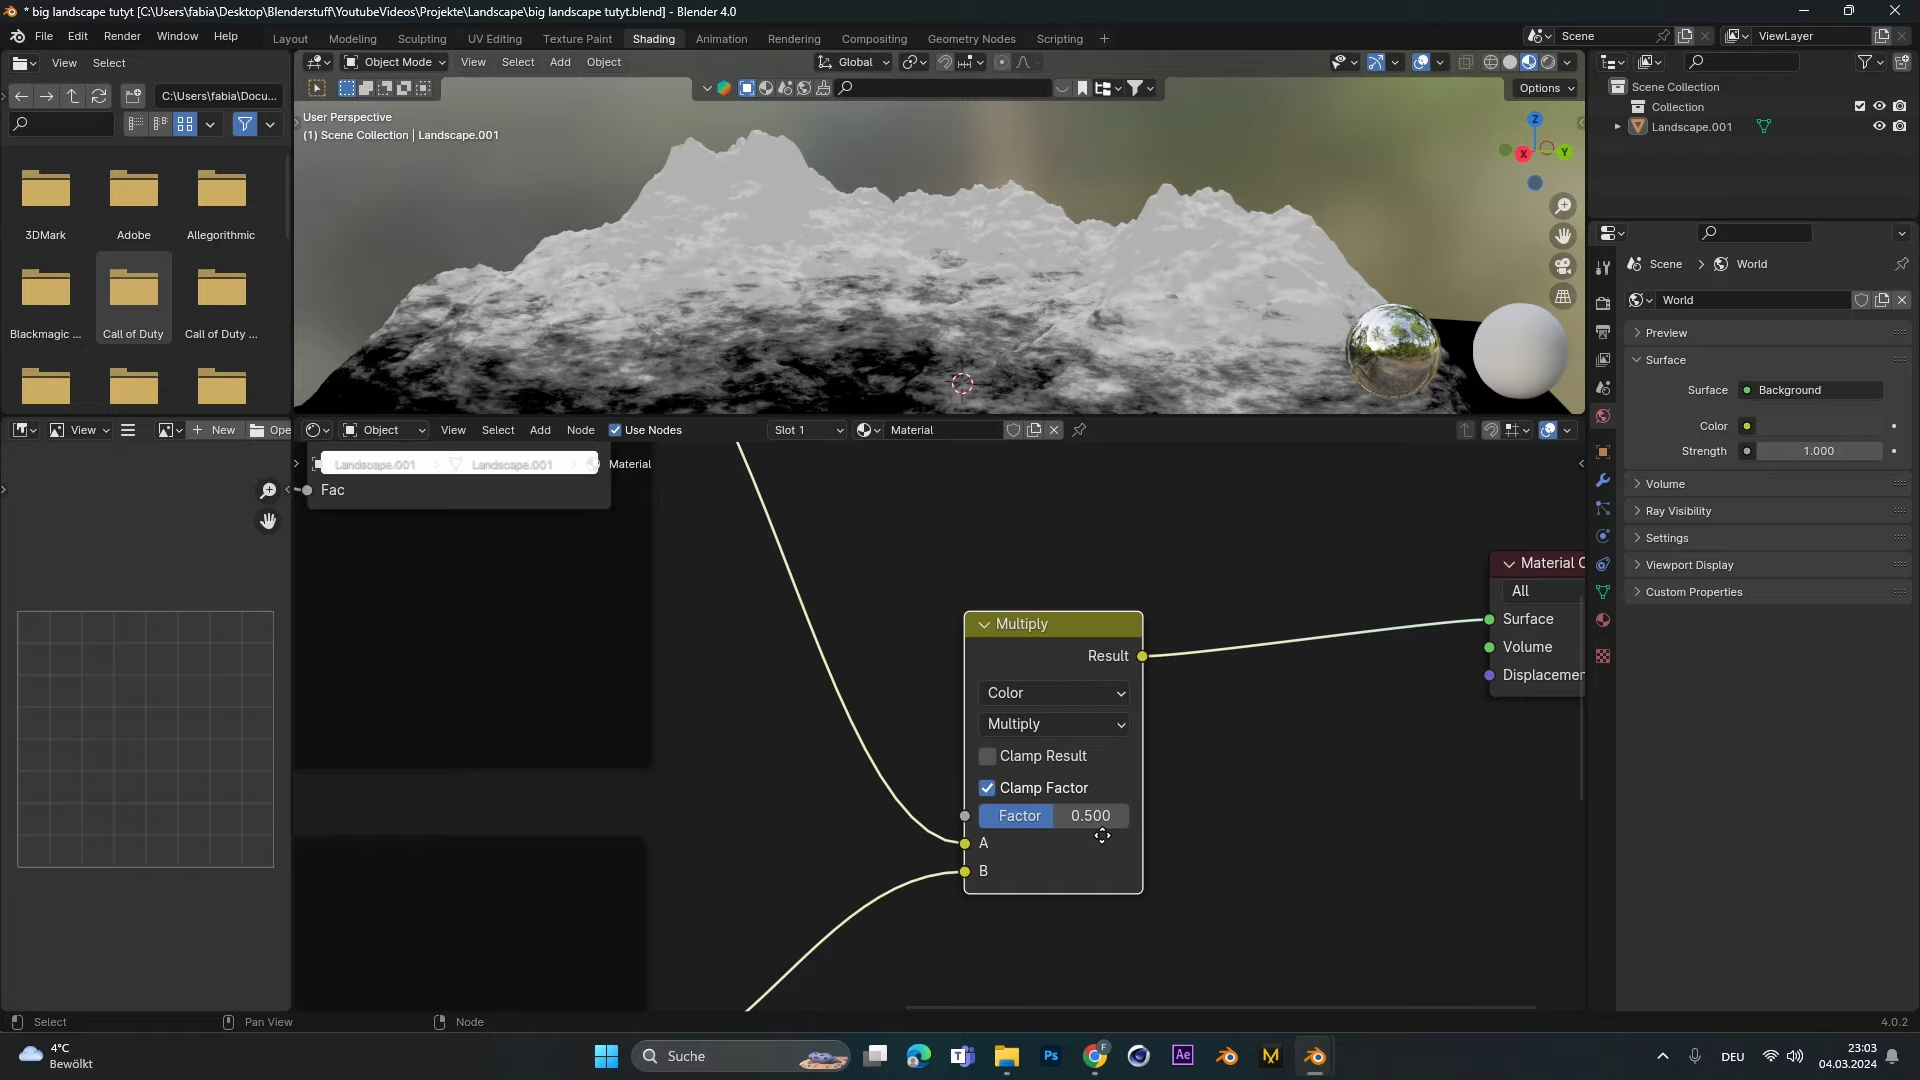 * big landscape tutyt [C:\Users\fabia\Desktop\Blenderstuff\YoutubeVideos\Projekte\Landscape\big landscape tutyt.blend] - Blender 4.0
File Edit Render Window Help
Layout Modeling Sculpting UV Editing Texture Paint Shading Animation Rendering Compositing Geometry Nodes Scripting +
Scene
ViewLayer
View Select
Object Mode View Select Add Object
Global
C:\Users\fabia\Docu...
Options
User Perspective
(1) Scene Collection | Landscape.001
Z
X
Y
3DMark
Adobe
Allegorithmic
Blackmagic ...
Call of Duty
Call of Duty ...
Scene Collection
Collection
Landscape.001
Scene > World
World
Preview
Surface
Surface Background
Color
Strength 1.000
Volume
Ray Visibility
Settings
Viewport Display
Custom Properties
View
New
Ope
Object View Select Add Node Use Nodes
Slot 1
Material
Landscape.001 > Landscape.001 > Material
Fac
Multiply
Result
Color
Multiply
Clamp Result
Clamp Factor
Factor 0.500
A
B
Material O
All
Surface
Volume
Displacemen
Select
Pan View
Node
4.0.2
4°C
Bewölkt
Suche
F
Ps
Ae
M
DEU
23:03
04.03.2024